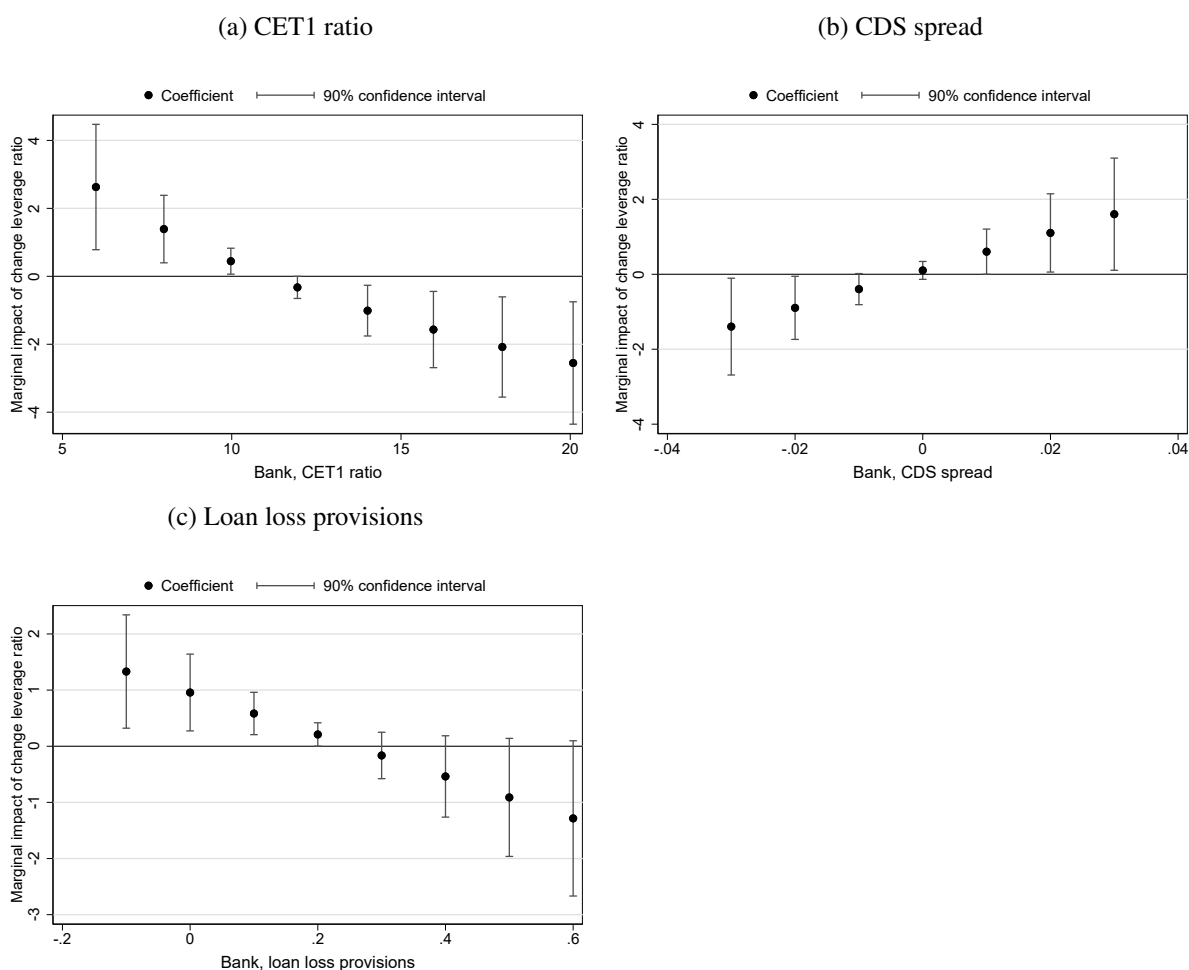 (a) CET1 ratio
Coefficient 90% confidence interval
Marginal impact of change leverage ratio
4
2
0
-2
-4
5 10 15 20
Bank, CET1 ratio
(b) CDS spread
Coefficient 90% confidence interval
Marginal impact of change leverage ratio
4
2
0
-2
-4
-.04 -.02 0 .02 .04
Bank, CDS spread
(c) Loan loss provisions
Coefficient 90% confidence interval
Marginal impact of change leverage ratio
2
1
0
-1
-2
-3
-.2 0 .2 .4 .6
Bank, loan loss provisions